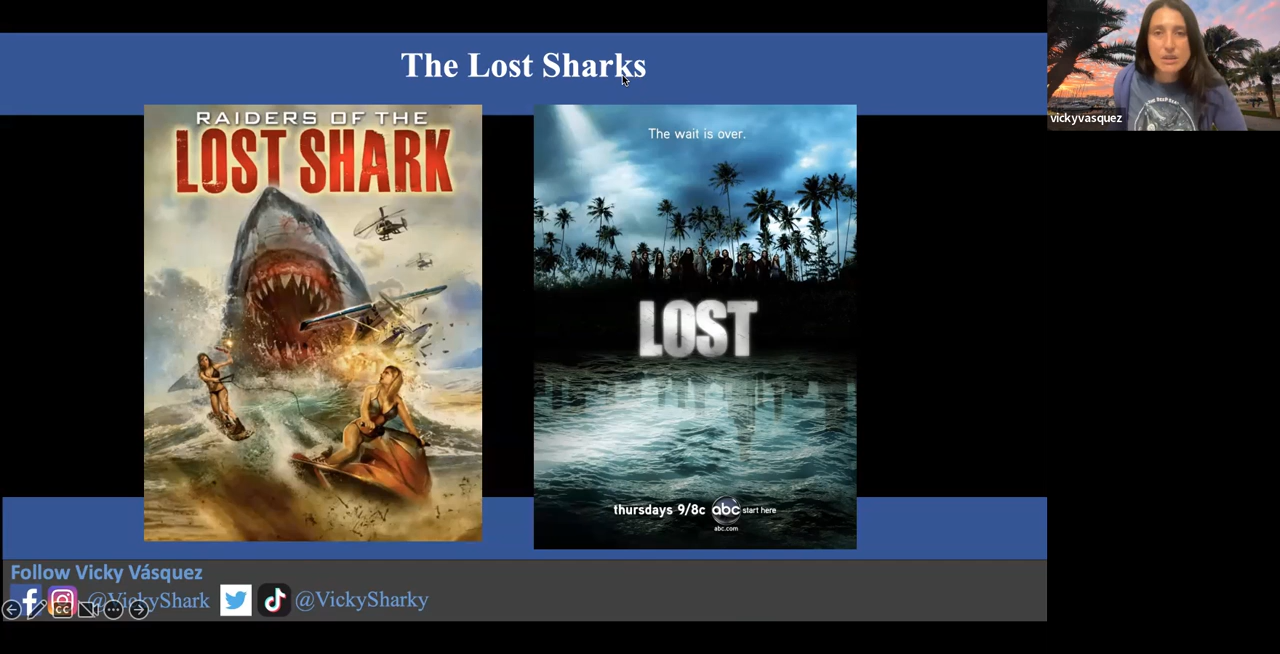 The Lost Sharks
vickyvasquez
RAIDERS OF THE
LOST SHARK
The wait is over.
LOST
thursdays 9/8c abc start here
abc.com
Follow Vicky Vásquez
@VickyShark @VickySharky
CC